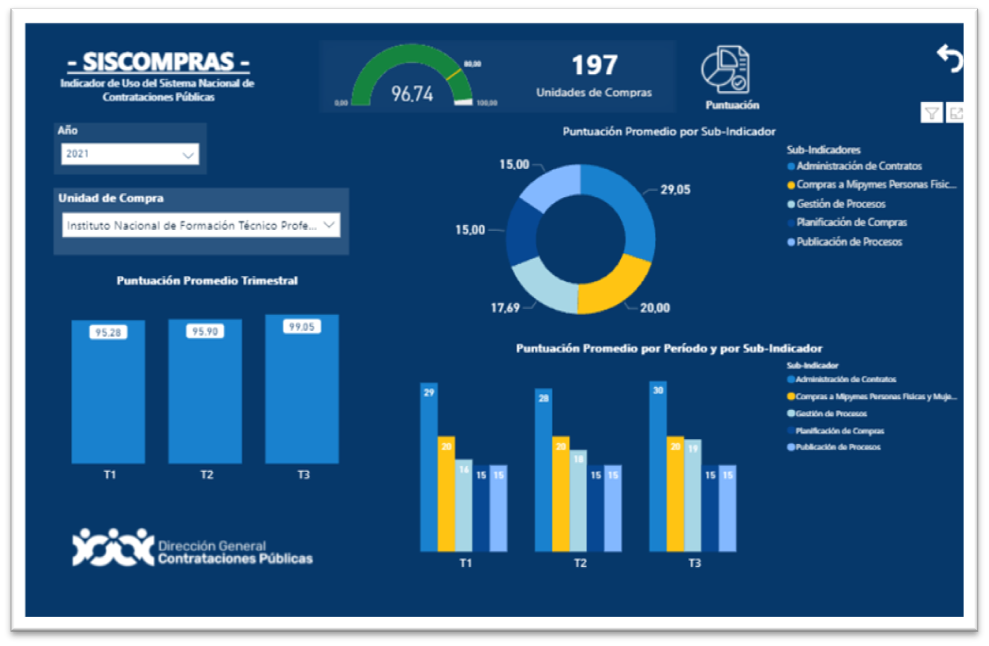 - SISCOMPRAS -
Indicador de Uso del Sistema Nacional de
Contrataciones Públicas
80,00
96,74
0,00
100,00
197
Unidades de Compras
Puntuación
Año
2021
Unidad de Compra
Instituto Nacional de Formación Técnico Profe...
Puntuación Promedio por Sub-Indicador
15,00
29,05
15,00
17,69
20,00
Sub-Indicadores
Administración de Contratos
Compras a Mipymes Personas Fisic...
Gestión de Procesos
Planificación de Compras
Publicación de Procesos
Puntuación Promedio Trimestral
95.28
95.90
99.05
T1
T2
T3
Puntuación Promedio por Período y por Sub-Indicador
29
20
16
15
15
28
20
18
15
15
30
20
19
15
15
T1
T2
T3
Sub-Indicador
Administración de Contratos
Compras a Mipymes Personas Fisicas y Muje...
Gestión de Procesos
Planificación de Compras
Publicación de Procesos
Dirección General
Contrataciones Públicas